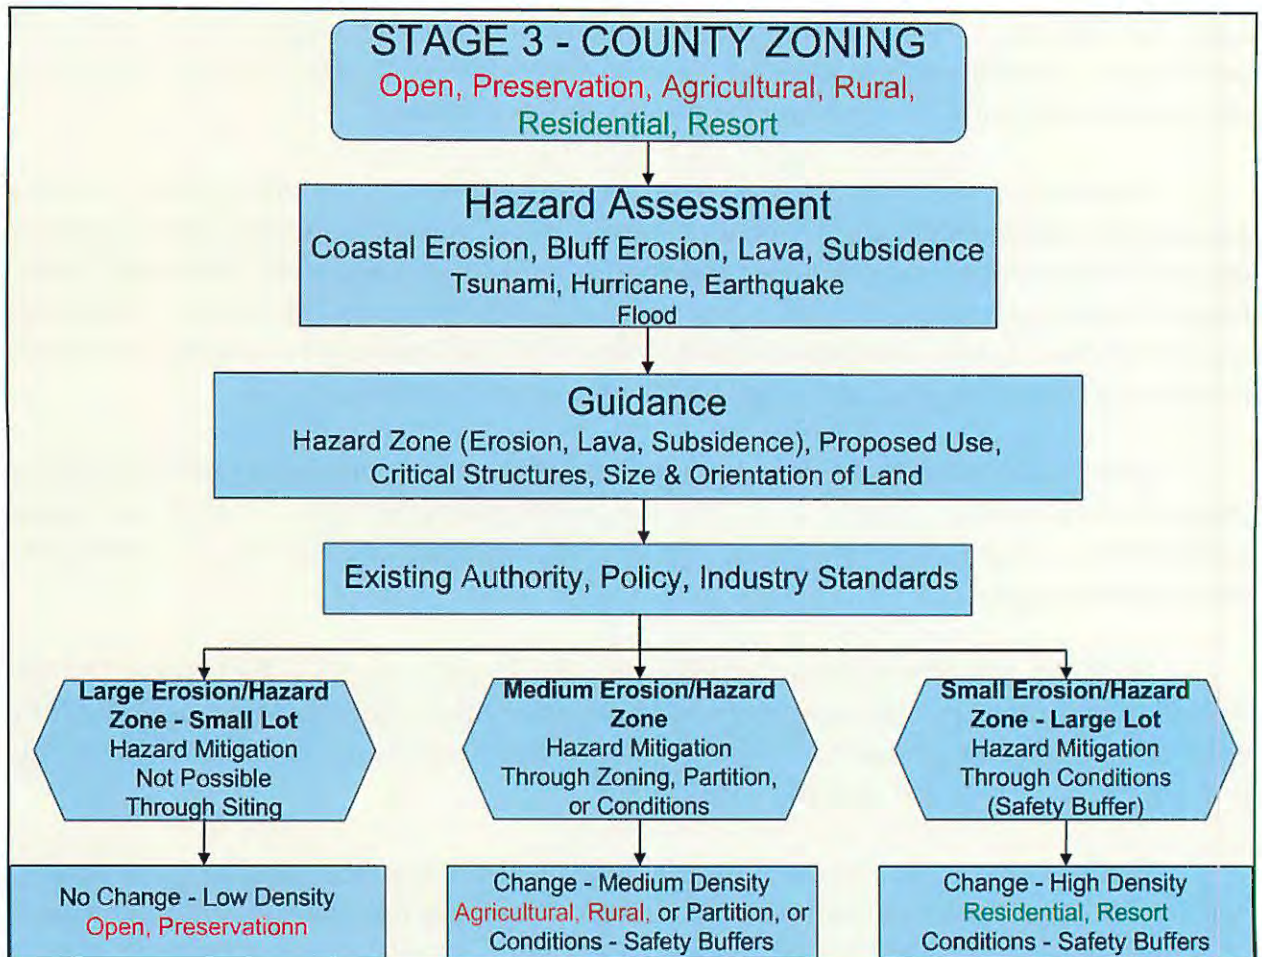 STAGE 3 - COUNTY ZONING
Open, Preservation, Agricultural, Rural,
Residential, Resort
Hazard Assessment
Coastal Erosion, Bluff Erosion, Lava, Subsidence
Tsunami, Hurricane, Earthquake
Flood
Guidance
Hazard Zone (Erosion, Lava, Subsidence), Proposed Use,
Critical Structures, Size & Orientation of Land
Existing Authority, Policy, Industry Standards
Large Erosion/Hazard
Zone - Small Lot
Hazard Mitigation
Not Possible
Through Siting
Medium Erosion/Hazard
Zone
Hazard Mitigation
Through Zoning, Partition,
or Conditions
Small Erosion/Hazard
Zone - Large Lot
Hazard Mitigation
Through Conditions
(Safety Buffer)
No Change - Low Density
Open, Preservationn
Change - Medium Density
Agricultural, Rural, or Partition, or
Conditions - Safety Buffers
Change - High Density
Residential, Resort
Conditions - Safety Buffers